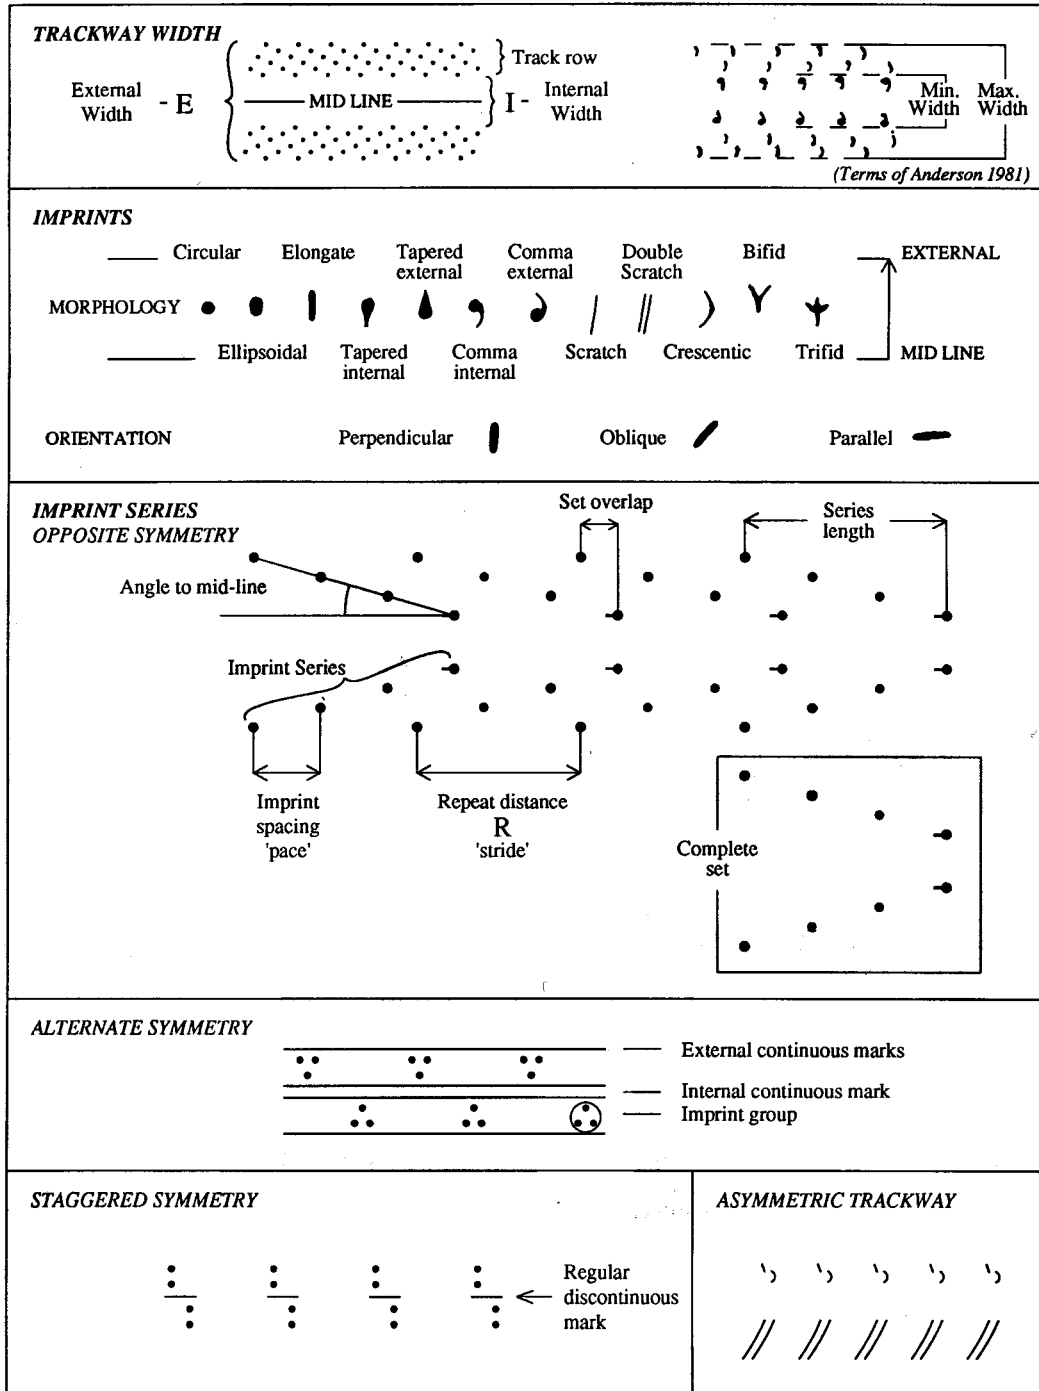 TRACKWAY WIDTH
External
Width
- E
Track row
MID LINE
I -
Internal
Width
Min.
Width
Max.
Width
(Terms of Anderson 1981)
IMPRINTS
Circular
Elongate
Tapered
external
Comma
external
Double
Scratch
Bifid
EXTERNAL
MORPHOLOGY
Ellipsoidal
Tapered
internal
Comma
internal
Scratch
Crescentic
Trifid
MID LINE
ORIENTATION
Perpendicular
Oblique
Parallel
IMPRINT SERIES
OPPOSITE SYMMETRY
Set overlap
Series
length
Angle to mid-line
Imprint Series
Imprint
spacing
'pace'
Repeat distance
R
'stride'
Complete
set
ALTERNATE SYMMETRY
External continuous marks
Internal continuous mark
Imprint group
STAGGERED SYMMETRY
Regular
discontinuous
mark
ASYMMETRIC TRACKWAY